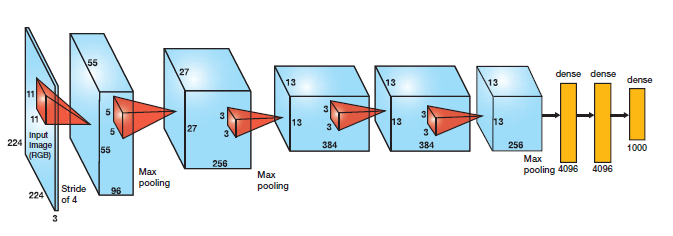 11
11
Input
Image
(RGB)
224
224
3
Stride
of 4
55
5
5
55
96
Max
pooling
27
27
3
3
256
Max
pooling
13
13
3
3
384
13
13
3
3
384
13
13
256
Max
pooling
dense
4096
dense
4096
dense
1000